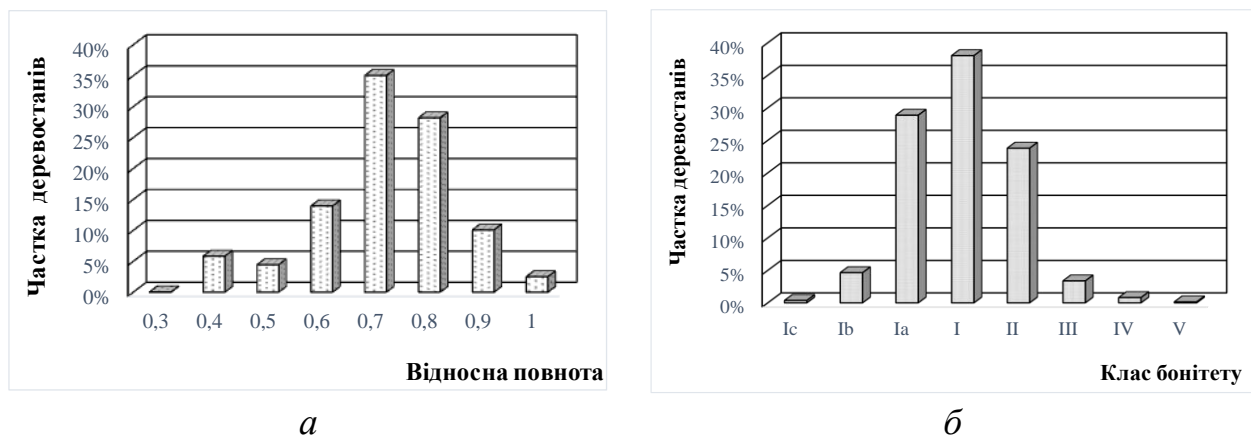 Частка деревостанів
40%
35%
30%
25%
20%
15%
10%
5%
0%
0,3 0,4 0,5 0,6 0,7 0,8 0,9 1
Відносна повнота
а
Частка деревостанів
40%
35%
30%
25%
20%
15%
10%
5%
0%
Ic Ib Ia I II III IV V
Клас бонітету
б